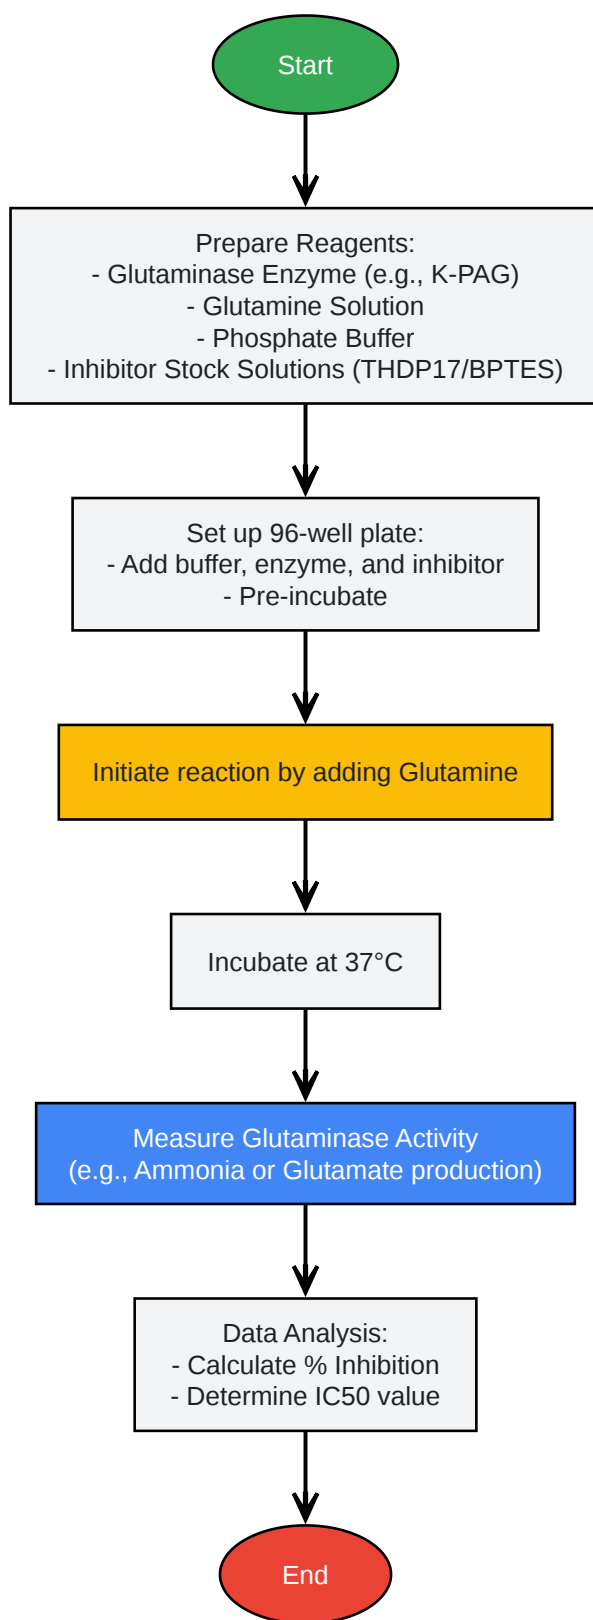 Start
Prepare Reagents:
- Glutaminase Enzyme (e.g., K-PAG)
- Glutamine Solution
- Phosphate Buffer
- Inhibitor Stock Solutions (THDP17/BPTES)
Set up 96-well plate:
- Add buffer, enzyme, and inhibitor
- Pre-incubate
Initiate reaction by adding Glutamine
Incubate at 37°C
Measure Glutaminase Activity
(e.g., Ammonia or Glutamate production)
Data Analysis:
- Calculate % Inhibition
- Determine IC50 value
End